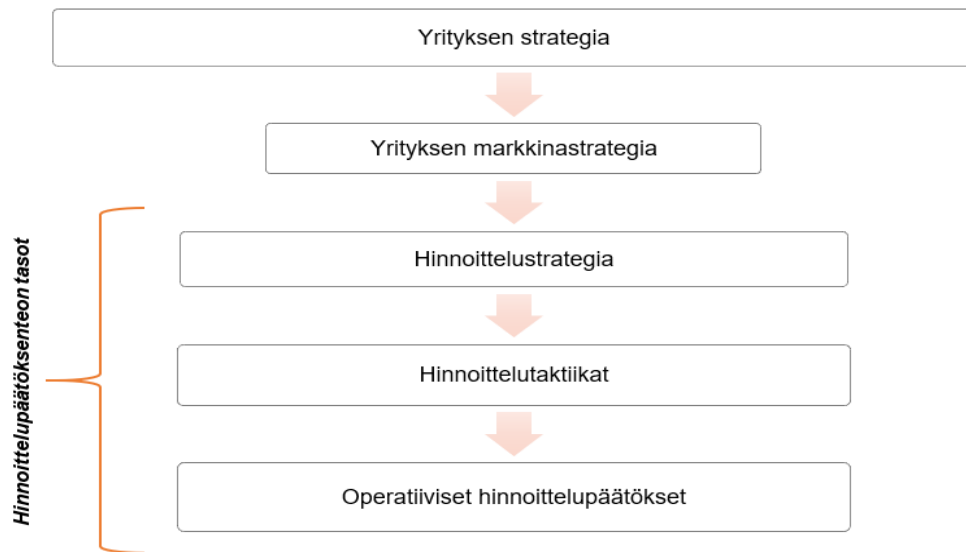 Yrityksen strategia
Yrityksen markkinastrategia
Hinnoittelupäätöksenteon tasot
Hinnoittelustrategia
Hinnoittelutaktiikat
Operatiiviset hinnoittelupäätökset